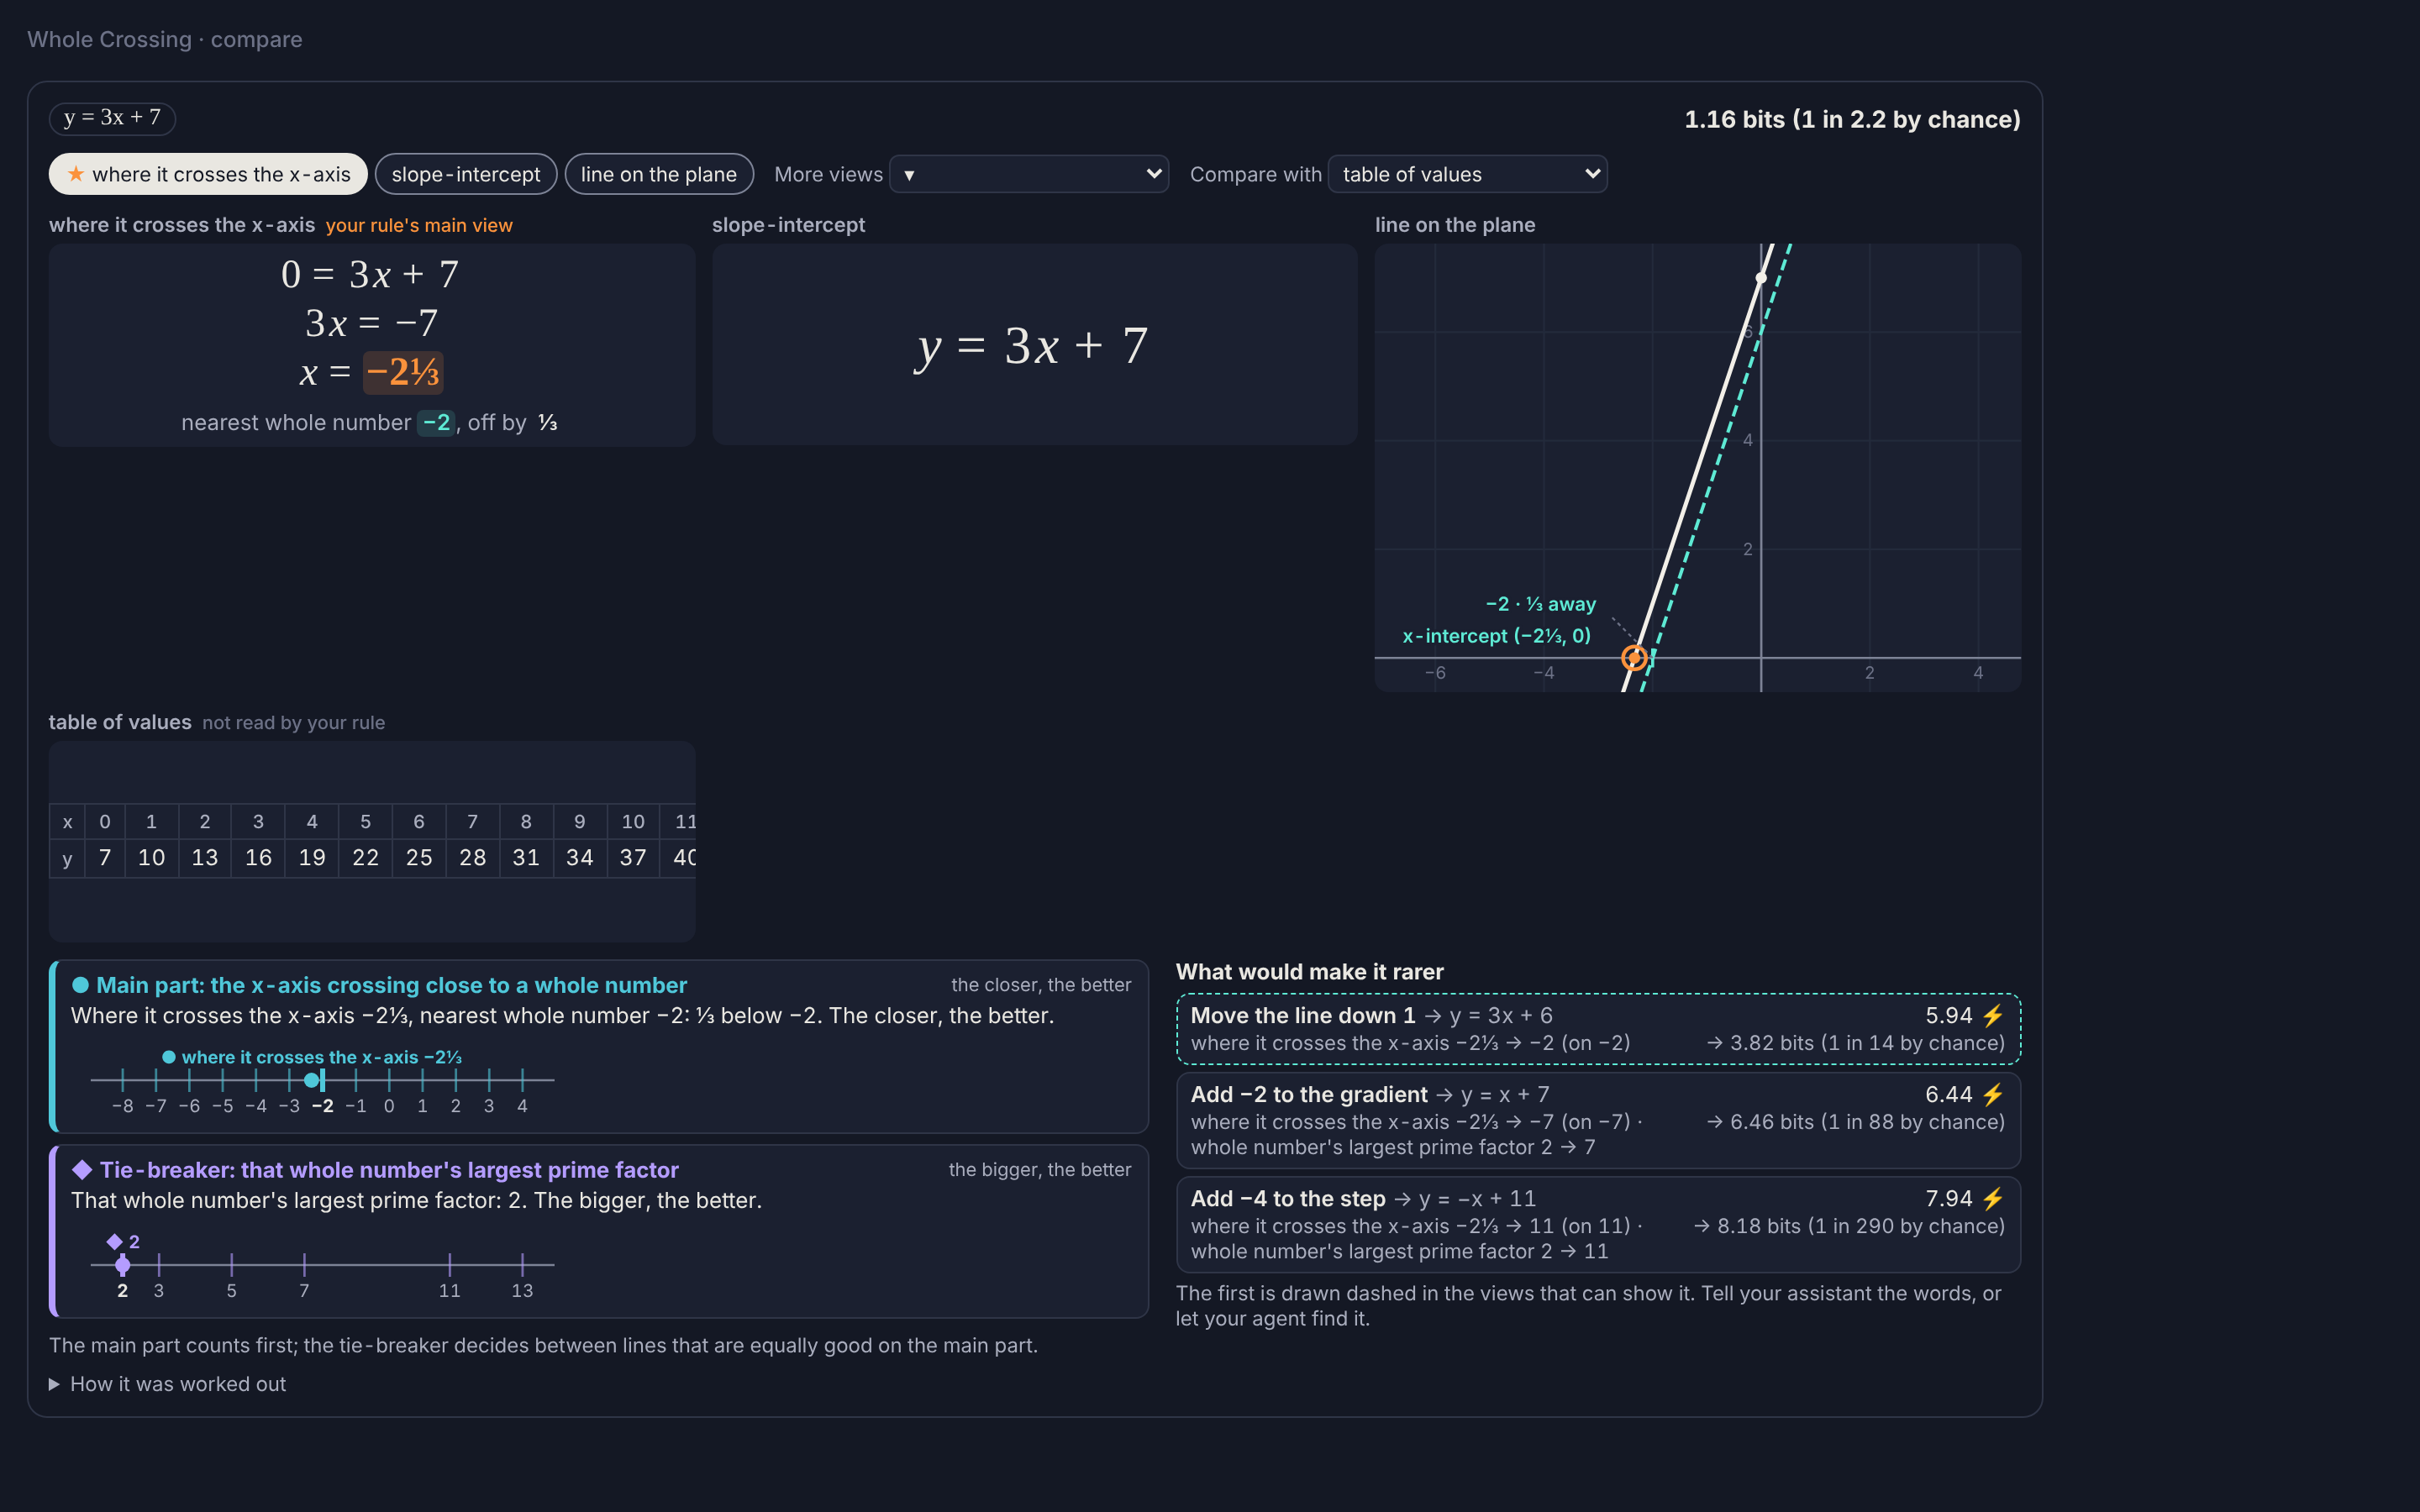 Whole Crossing · compare
y = 3x + 7
1.16 bits (1 in 2.2 by chance)
★ where it crosses the x-axis
slope-intercept
line on the plane
More views ▾
Compare with table of values
where it crosses the x-axis your rule's main view
0 = 3x + 7
3x = −7
x = −2⅓
nearest whole number −2, off by ⅓
slope-intercept
y = 3x + 7
line on the plane
6
4
2
−2 · ⅓ away
x-intercept (−2⅓, 0)
−6 −4 2 4
table of values not read by your rule
x 0 1 2 3 4 5 6 7 8 9 10 11
y 7 10 13 16 19 22 25 28 31 34 37 40
● Main part: the x-axis crossing close to a whole number the closer, the better
Where it crosses the x-axis −2⅓, nearest whole number −2: ⅓ below −2. The closer, the better.
● where it crosses the x-axis −2⅓
−8 −7 −6 −5 −4 −3 −2 −1 0 1 2 3 4
◆ Tie-breaker: that whole number's largest prime factor the bigger, the better
That whole number's largest prime factor: 2. The bigger, the better.
◆ 2
2 3 5 7 11 13
The main part counts first; the tie-breaker decides between lines that are equally good on the main part.
▶ How it was worked out
What would make it rarer
Move the line down 1 → y = 3x + 6 5.94 ⚡
where it crosses the x-axis −2⅓ → −2 (on −2) → 3.82 bits (1 in 14 by chance)
Add −2 to the gradient → y = x + 7 6.44 ⚡
where it crosses the x-axis −2⅓ → −7 (on −7) · → 6.46 bits (1 in 88 by chance)
whole number's largest prime factor 2 → 7
Add −4 to the step → y = −x + 11 7.94 ⚡
where it crosses the x-axis −2⅓ → 11 (on 11) · → 8.18 bits (1 in 290 by chance)
whole number's largest prime factor 2 → 11
The first is drawn dashed in the views that can show it. Tell your assistant the words, or
let your agent find it.